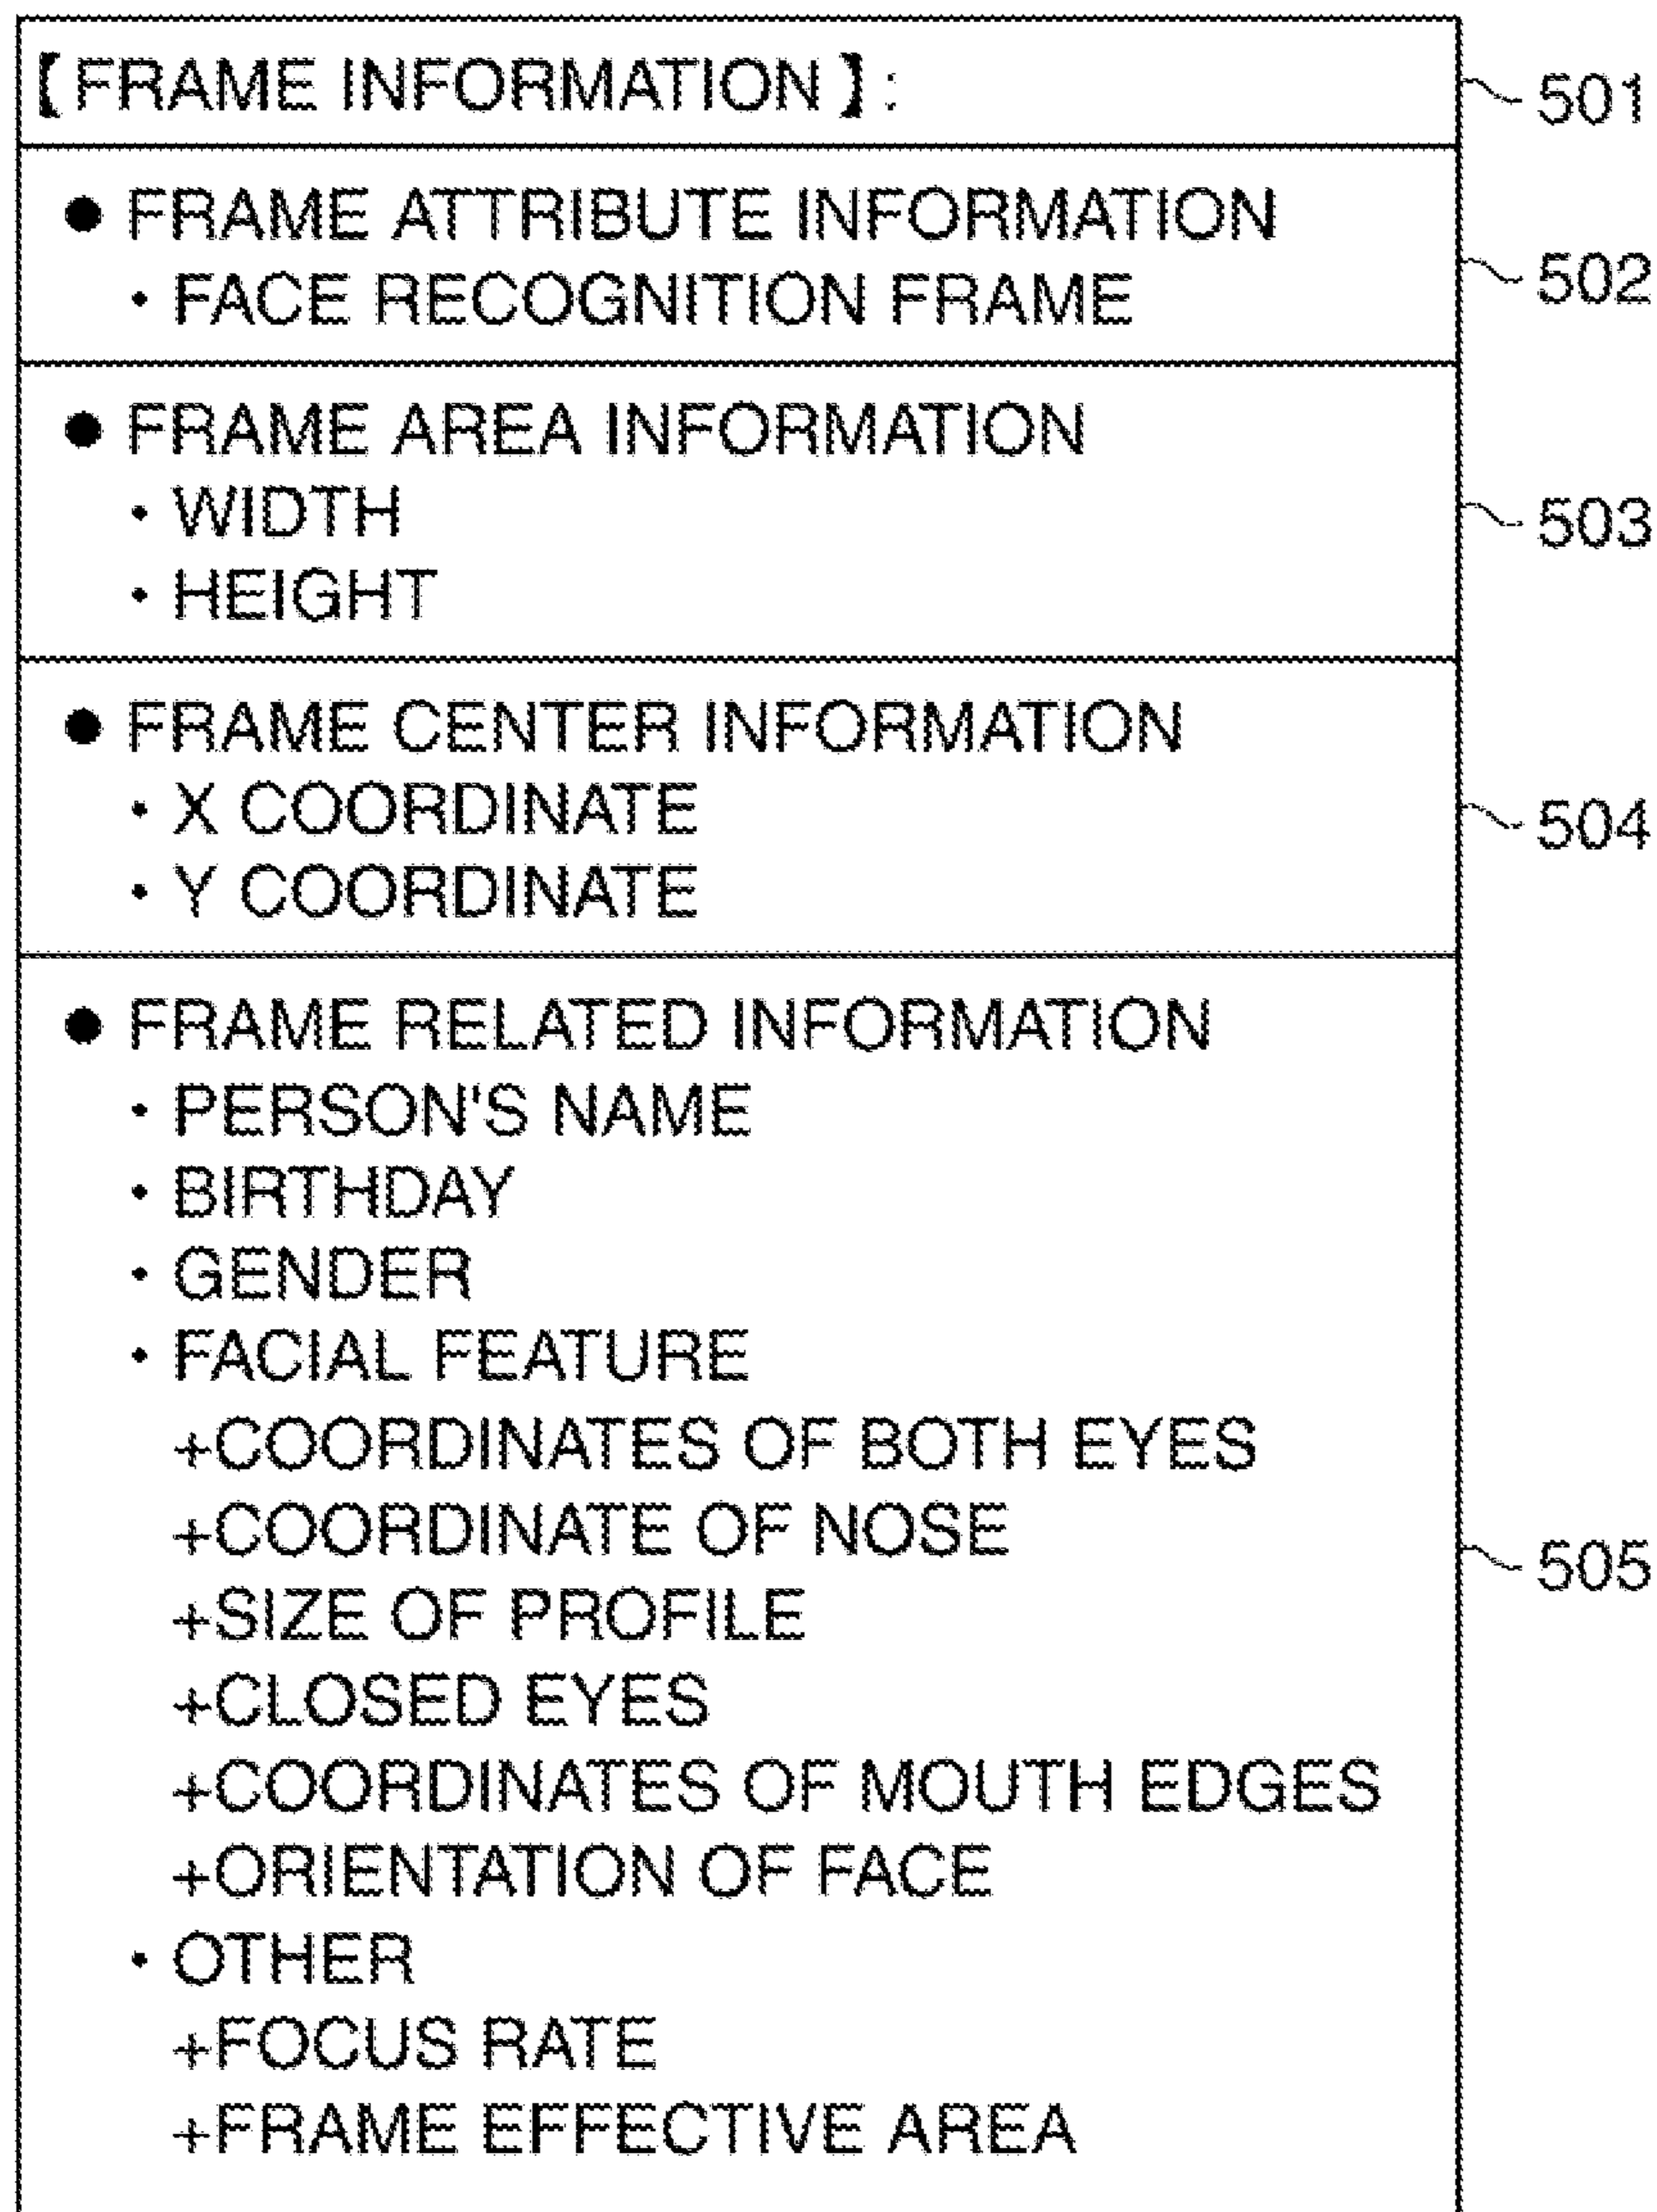 【FRAME INFORMATION】:
501
● FRAME ATTRIBUTE INFORMATION
・FACE RECOGNITION FRAME
502
● FRAME AREA INFORMATION
・WIDTH
・HEIGHT
503
● FRAME CENTER INFORMATION
・X COORDINATE
・Y COORDINATE
504
● FRAME RELATED INFORMATION
・PERSON'S NAME
・BIRTHDAY
・GENDER
・FACIAL FEATURE
+COORDINATES OF BOTH EYES
+COORDINATE OF NOSE
+SIZE OF PROFILE
+CLOSED EYES
+COORDINATES OF MOUTH EDGES
+ORIENTATION OF FACE
・OTHER
+FOCUS RATE
+FRAME EFFECTIVE AREA
505